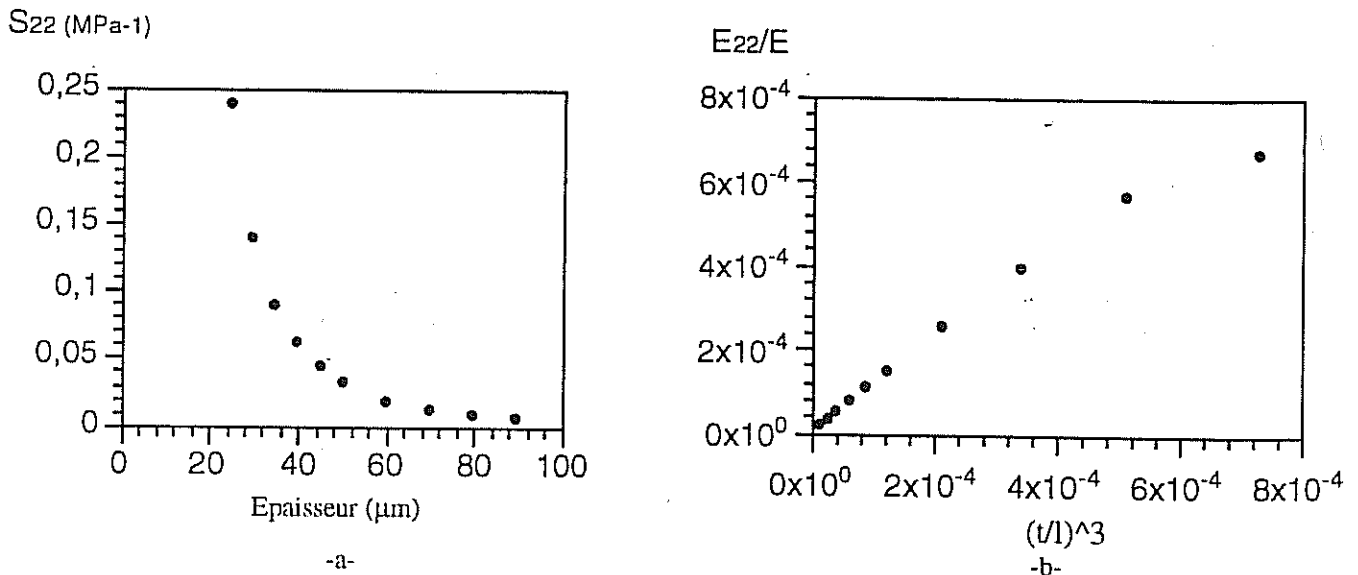 S22 (MPa-1)
0,25
0,2
0,15
0,1
0,05
0
0 20 40 60 80 100
Epaisseur (μm)
-a-
E22/E
8x10-4
6x10-4
4x10-4
2x10-4
0x100
0x100 2x10-4 4x10-4 6x10-4 8x10-4
(t/l)^3
-b-